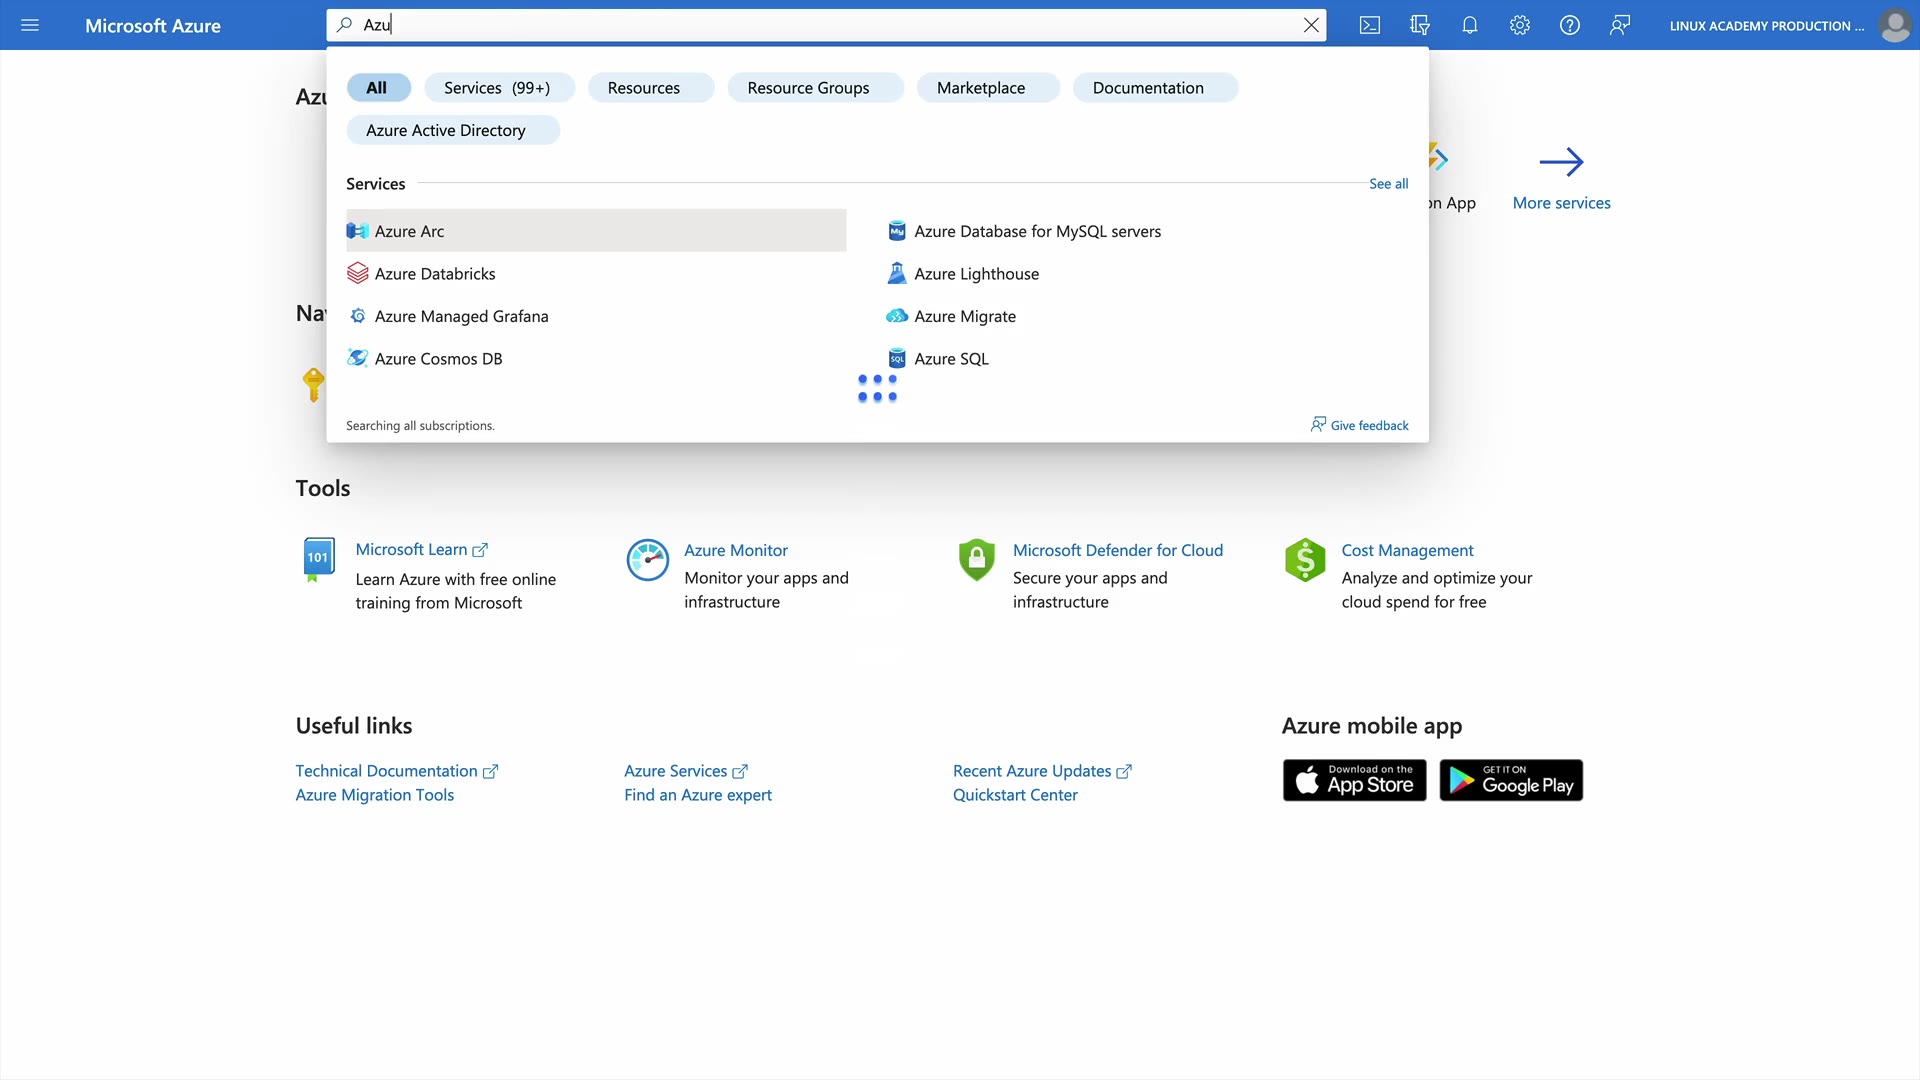 Microsoft Azure
Azu
LINUX ACADEMY PRODUCTION ...
Azu
All
Services (99+)
Resources
Resource Groups
Marketplace
Documentation
Azure Active Directory
Services
See all
Azure Arc
Azure Database for MySQL servers
Azure Databricks
Azure Lighthouse
Azure Managed Grafana
Azure Migrate
Azure Cosmos DB
Azure SQL
Searching all subscriptions.
Give feedback
on App
More services
Nav
Tools
101
Microsoft Learn
Learn Azure with free online
training from Microsoft
Azure Monitor
Monitor your apps and
infrastructure
Microsoft Defender for Cloud
Secure your apps and
infrastructure
Cost Management
Analyze and optimize your
cloud spend for free
Useful links
Technical Documentation
Azure Migration Tools
Azure Services
Find an Azure expert
Recent Azure Updates
Quickstart Center
Azure mobile app
Download on the
App Store
GET IT ON
Google Play